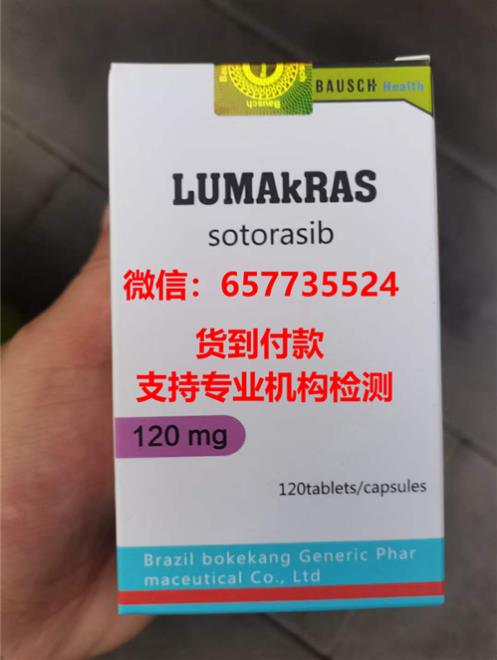 Bausch
BAUSCH Health
LUMAkRAS
sotorasib
微信：657735524
货到付款
支持专业机构检测
120 mg
120tablets/capsules
Brazil bokekang Generic Phar
maceutical Co., Ltd